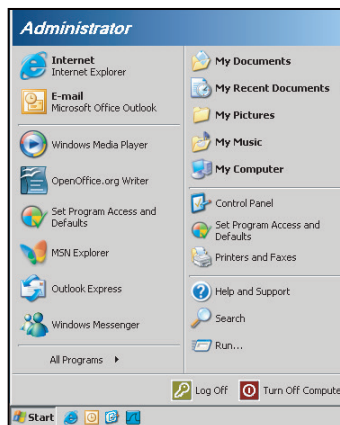 Administrator
Internet
Internet Explorer
E-mail
Microsoft Office Outlook
Windows Media Player
OpenOffice.org Writer
Set Program Access and
Defaults
MSN Explorer
Outlook Express
Windows Messenger
All Programs
My Documents
My Recent Documents
My Pictures
My Music
My Computer
Control Panel
Set Program Access and
Defaults
Printers and Faxes
Help and Support
Search
Run...
Log Off
Turn Off Compute
Start